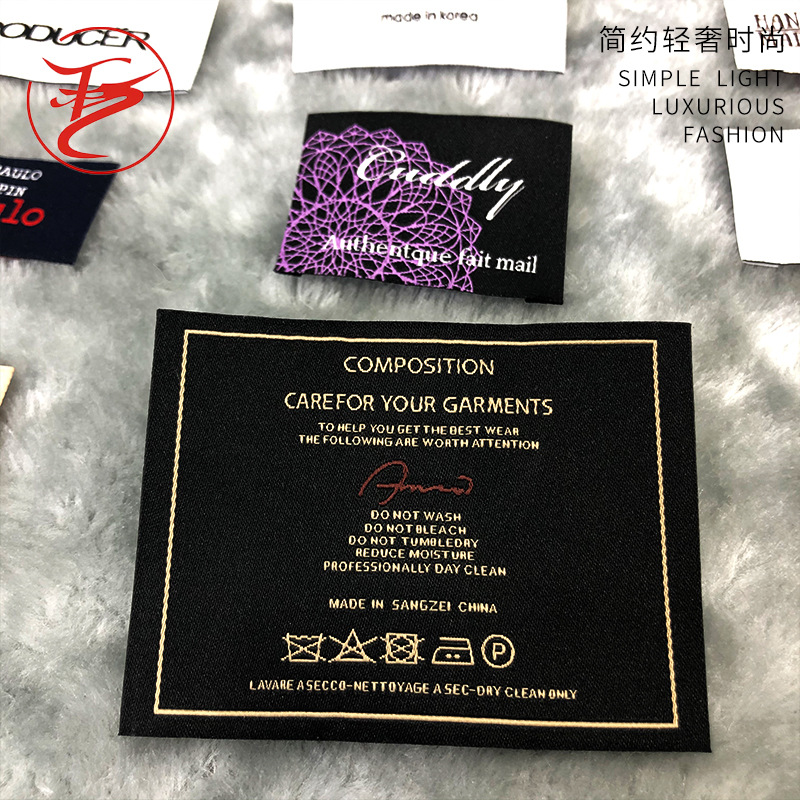 ODUCER
made in korea
简约轻奢时尚
SIMPLE LIGHT
LUXURIOUS
FASHION
AULO
PIN
ulo
Cuddly
Authentque fait mail
COMPOSITION
CAREFOR YOUR GARMENTS
TO HELP YOU GET THE BEST WEAR
THE FOLLOWING ARE WORTH ATTENTION
DO NOT WASH
DO NOT BLEACH
DO NOT TUMBLEDRY
REDUCE MOISTURE
PROFESSIONALLY DAY CLEAN
MADE IN SANGZEI CHINA
P
LAVARE ASECCO-NETTOYAGE A SEC-DRY CLEAN ONLY